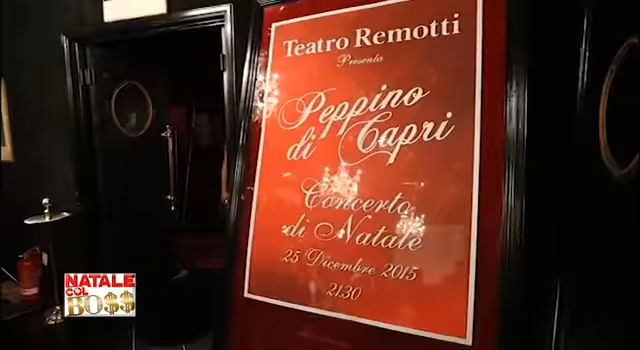 Teatro Remotti
Presenta
Peppino
di Capri
Concerto
di Natale
25 Dicembre 2015
21:30
NATALE
COL
BO$$